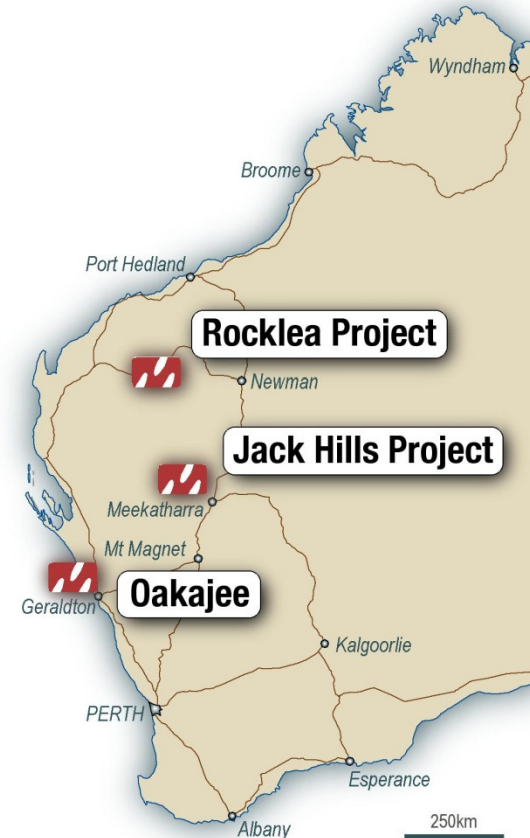 Wyndham
Broome
Port Hedland
Rocklea Project
Newman
Jack Hills Project
Meekatharra
Mt Magnet
Oakajee
Geraldton
Kalgoorlie
PERTH
Esperance
250km
Albany